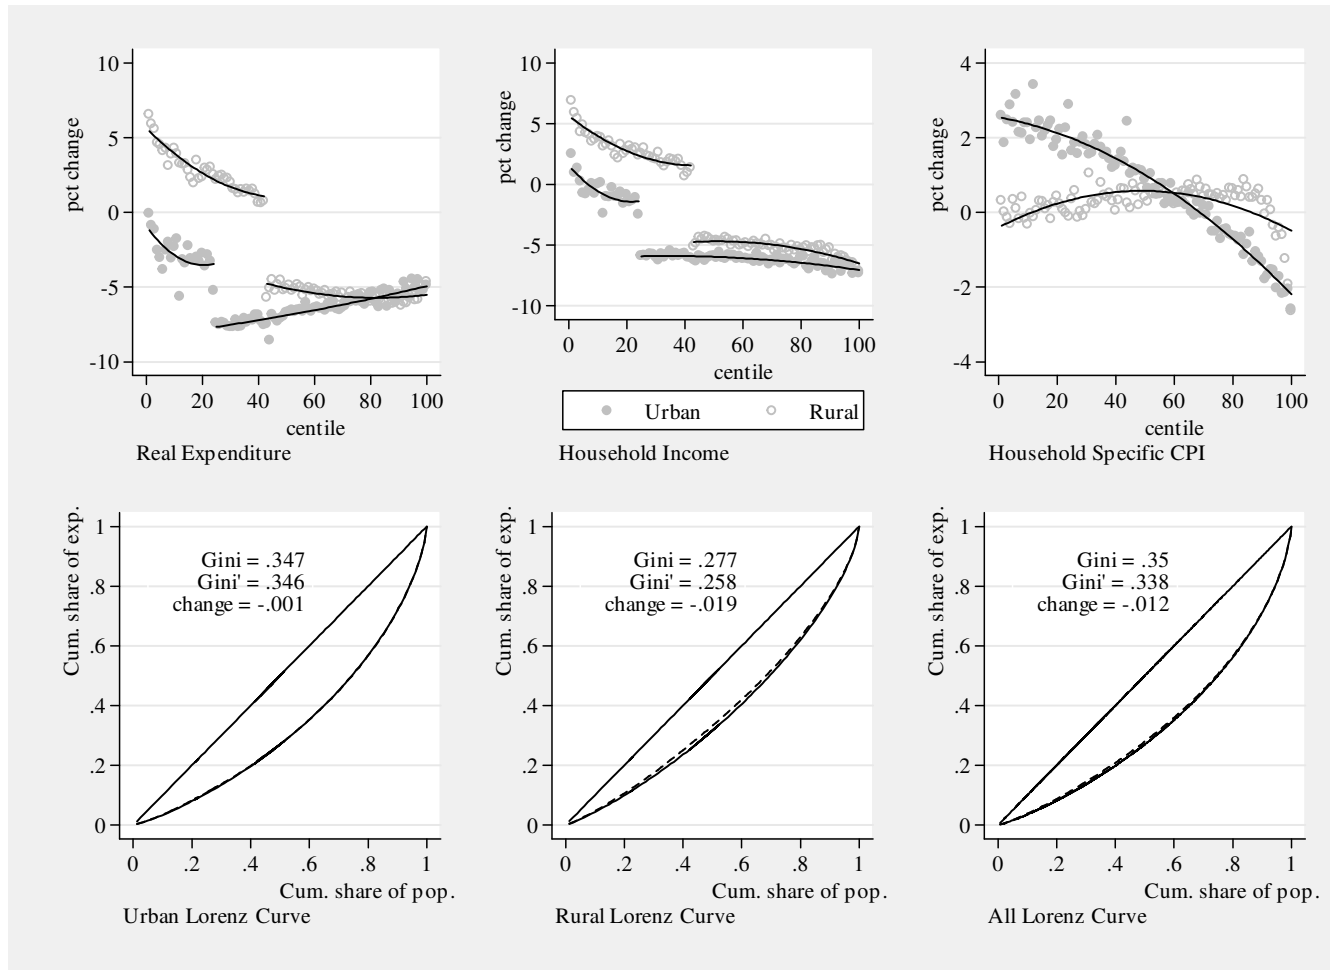 10
5
0
-5
-10
pct change
0 20 40 60 80 100
centile
Real Expenditure
10
5
0
-5
-10
pct change
0 20 40 60 80 100
centile
Urban Rural
Household Income
4
2
0
-2
-4
pct change
0 20 40 60 80 100
centile
Household Specific CPI
Cum. share of exp.
1
.8
.6
.4
.2
0
Gini = .347
Gini' = .346
change = -.001
0 .2 .4 .6 .8 1
Cum. share of pop.
Urban Lorenz Curve
Cum. share of exp.
1
.8
.6
.4
.2
0
Gini = .277
Gini' = .258
change = -.019
0 .2 .4 .6 .8 1
Cum. share of pop.
Rural Lorenz Curve
Cum. share of exp.
1
.8
.6
.4
.2
0
Gini = .35
Gini' = .338
change = -.012
0 .2 .4 .6 .8 1
Cum. share of pop.
All Lorenz Curve